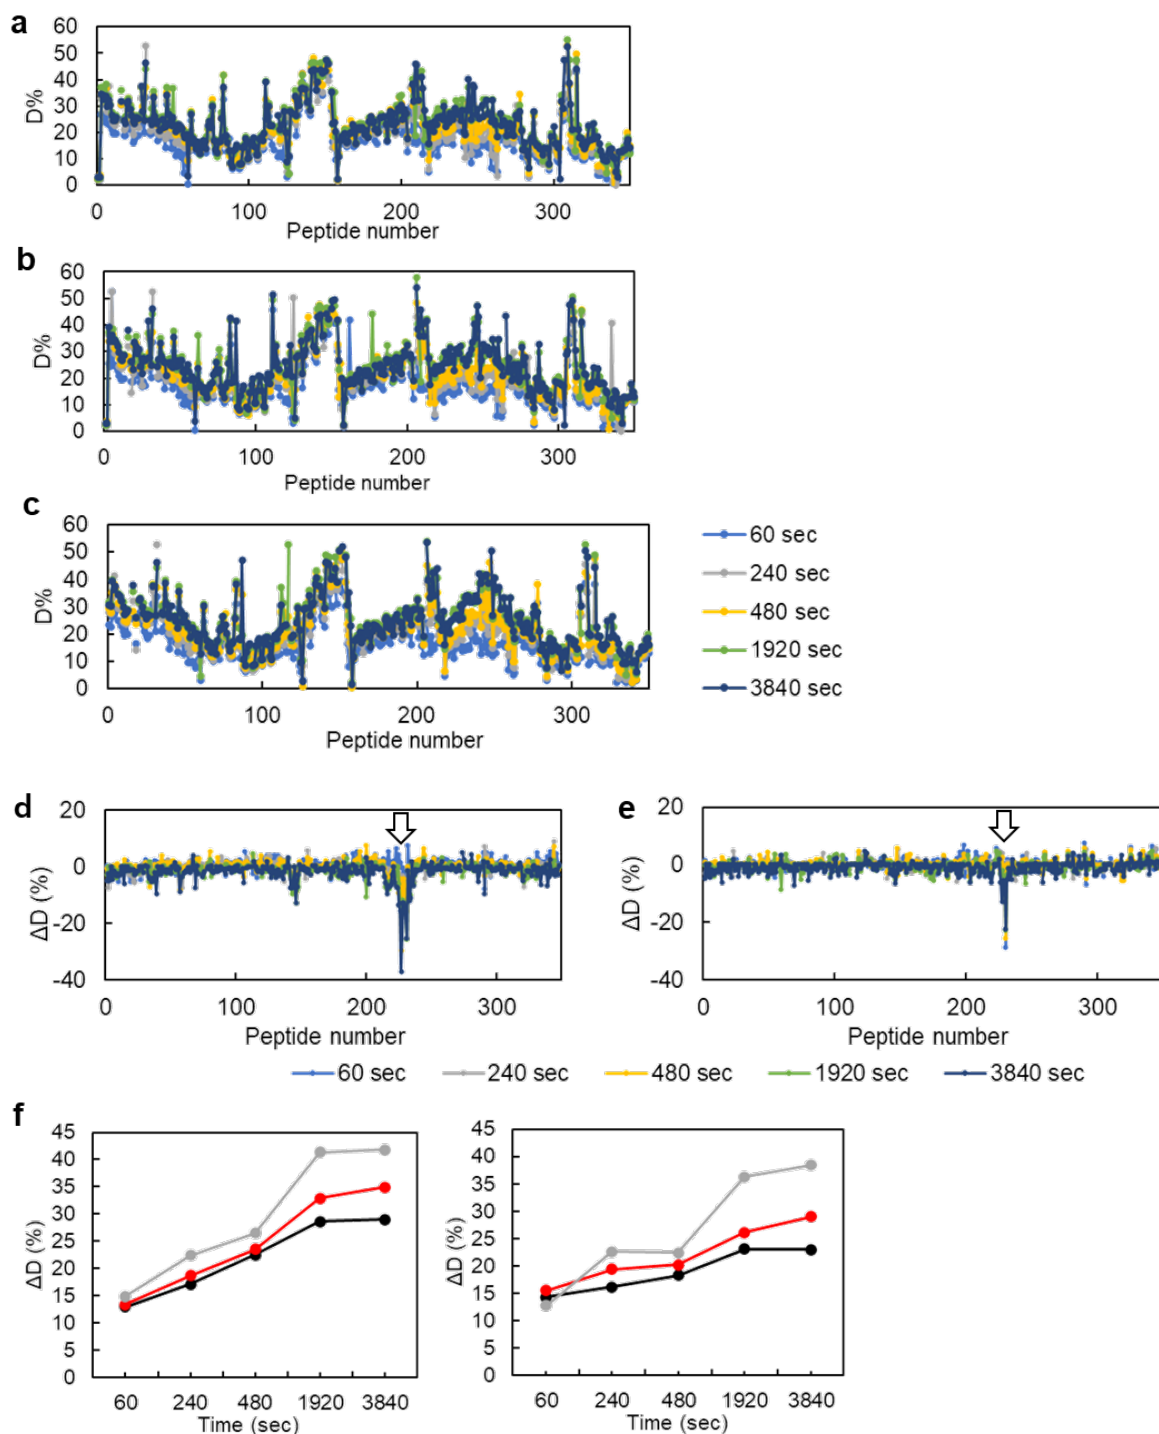 a
60
50
40
30
20
10
0
D%
0 100 200 300
Peptide number
b
60
50
40
30
20
10
0
D%
0 100 200 300
Peptide number
c
60
50
40
30
20
10
0
D%
0 100 200 300
Peptide number
60 sec
240 sec
480 sec
1920 sec
3840 sec
d
20
0
-20
-40
ΔD (%)
0 100 200 300
Peptide number
e
20
0
-20
-40
ΔD (%)
0 100 200 300
Peptide number
60 sec 240 sec 480 sec 1920 sec 3840 sec
f
45
40
35
30
25
20
15
10
5
0
ΔD (%)
60 240 480 1920 3840
Time (sec)
45
40
35
30
25
20
15
10
5
0
ΔD (%)
60 240 480 1920 3840
Time (sec)